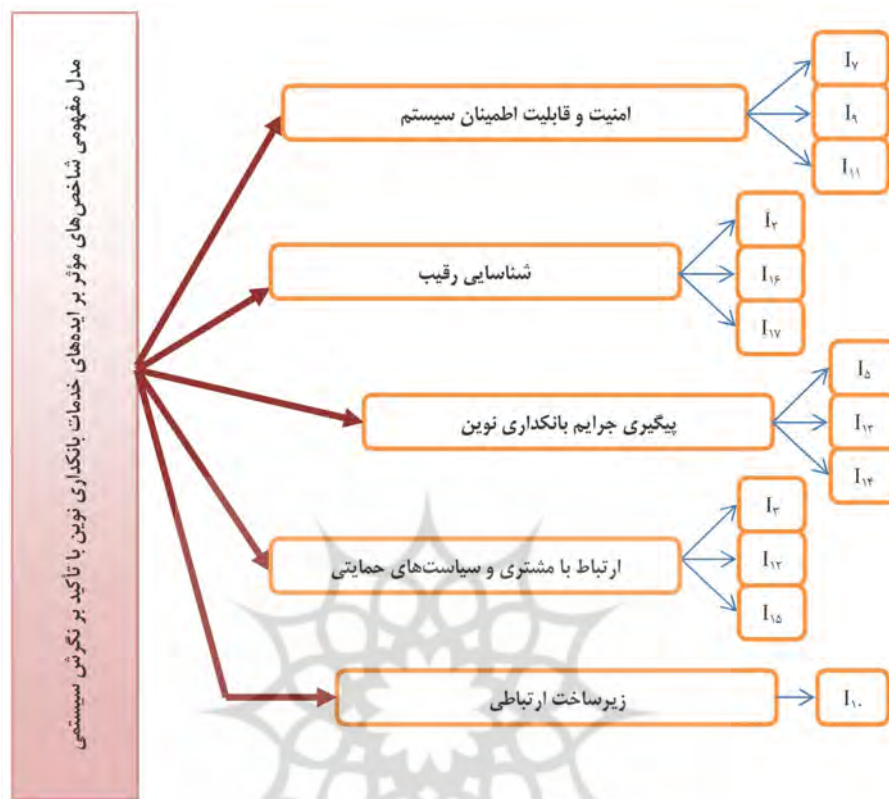 مدل مفهومی شاخص‌های مؤثر بر ایده‌های خدمات بانکداری نوین با تأکید بر نگرش سیستمی
امنیت و قابلیت اطمینان سیستم
I۷
I۹
I۱۱
شناسایی رقیب
I۲
I۱۶
I۱۷
پیگیری جرایم بانکداری نوین
I۵
I۱۳
I۱۴
ارتباط با مشتری و سیاست‌های حمایتی
I۳
I۱۲
I۱۵
زیرساخت ارتباطی
I۱۰